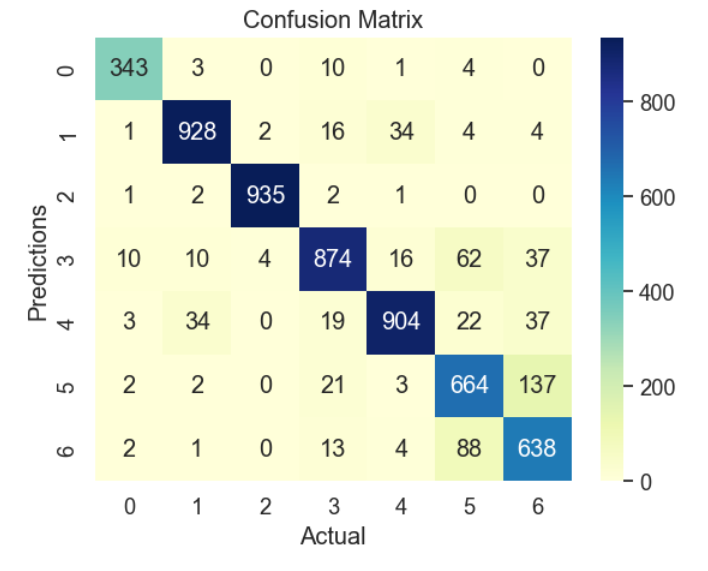 Confusion Matrix
Predictions
0 343 3 0 10 1 4 0
1 1 928 2 16 34 4 4
2 1 2 935 2 1 0 0
3 10 10 4 874 16 62 37
4 3 34 0 19 904 22 37
5 2 2 0 21 3 664 137
6 2 1 0 13 4 88 638
0 1 2 3 4 5 6
Actual
800
600
400
200
0